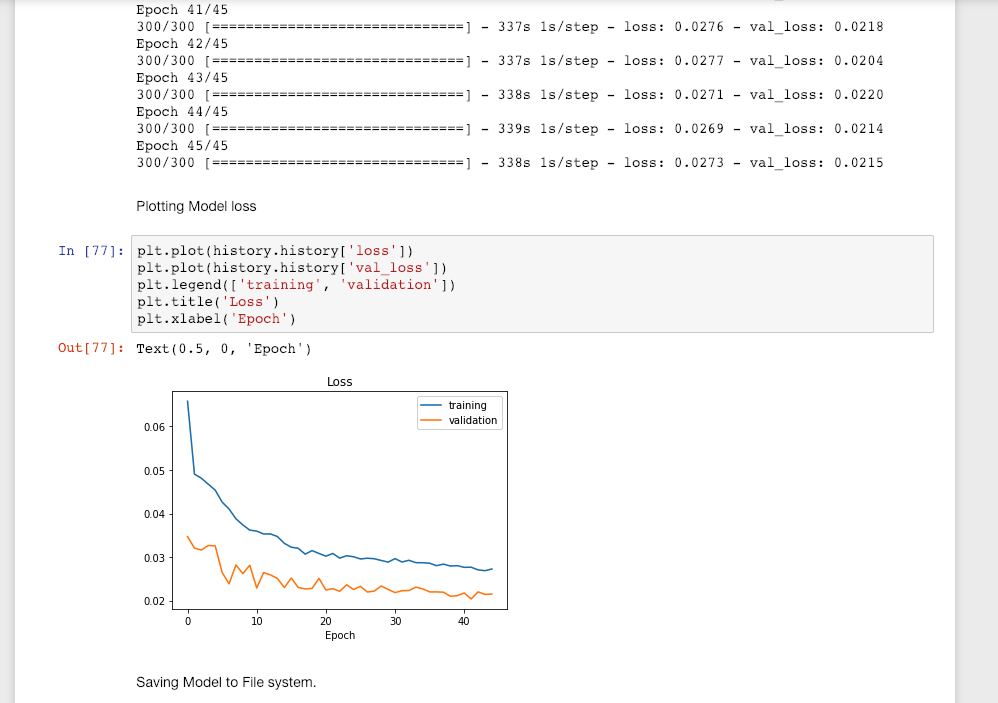 Epoch 41/45
300/300 [==============================] - 337s 1s/step - loss: 0.0276 - val_loss: 0.0218
Epoch 42/45
300/300 [==============================] - 337s 1s/step - loss: 0.0277 - val_loss: 0.0204
Epoch 43/45
300/300 [==============================] - 338s 1s/step - loss: 0.0271 - val_loss: 0.0220
Epoch 44/45
300/300 [==============================] - 339s 1s/step - loss: 0.0269 - val_loss: 0.0214
Epoch 45/45
300/300 [==============================] - 338s 1s/step - loss: 0.0273 - val_loss: 0.0215
Plotting Model loss
In [77]: plt.plot(history.history['loss'])
plt.plot(history.history['val_loss'])
plt.legend(['training', 'validation'])
plt.title('Loss')
plt.xlabel('Epoch')
Out[77]: Text(0.5, 0, 'Epoch')
Loss
training
validation
0.06
0.05
0.04
0.03
0.02
0 10 20 30 40
Epoch
Saving Model to File system.